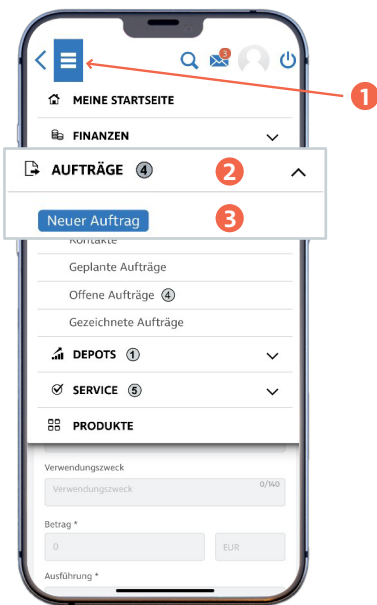 3
1
MEINE STARTSEITE
FINANZEN
AUFTRÄGE 4 2
Neuer Auftrag 3
Kontakte
Geplante Aufträge
Offene Aufträge 4
Gezeichnete Aufträge
DEPOTS 1
SERVICE 5
PRODUKTE
Verwendungszweck
Verwendungszweck 0/140
Betrag *
0 EUR
Ausführung *